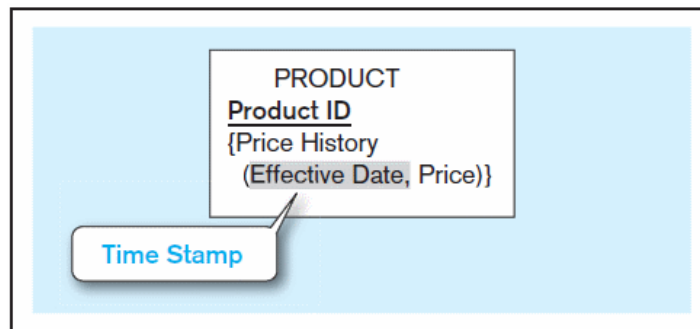 PRODUCT
Product ID
{Price History
(Effective Date, Price)}
Time Stamp